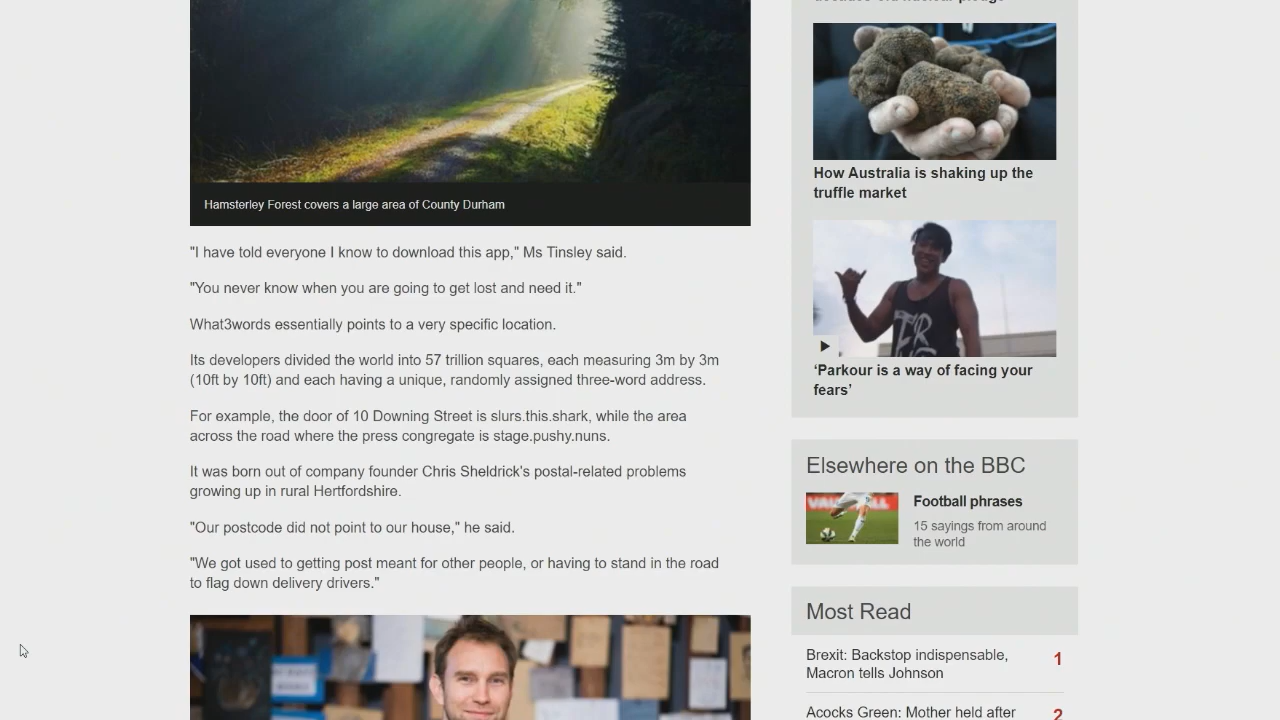 Hamsterley Forest covers a large area of County Durham
"I have told everyone I know to download this app," Ms Tinsley said.
"You never know when you are going to get lost and need it."
What3words essentially points to a very specific location.
Its developers divided the world into 57 trillion squares, each measuring 3m by 3m
(10ft by 10ft) and each having a unique, randomly assigned three-word address.
For example, the door of 10 Downing Street is slurs.this.shark, while the area
across the road where the press congregate is stage.pushy.nuns.
It was born out of company founder Chris Sheldrick's postal-related problems
growing up in rural Hertfordshire.
"Our postcode did not point to our house," he said.
"We got used to getting post meant for other people, or having to stand in the road
to flag down delivery drivers."
How Australia is shaking up the
truffle market
‘Parkour is a way of facing your
fears’
Elsewhere on the BBC
Football phrases
15 sayings from around
the world
Most Read
Brexit: Backstop indispensable, 1
Macron tells Johnson
Acocks Green: Mother held after 2